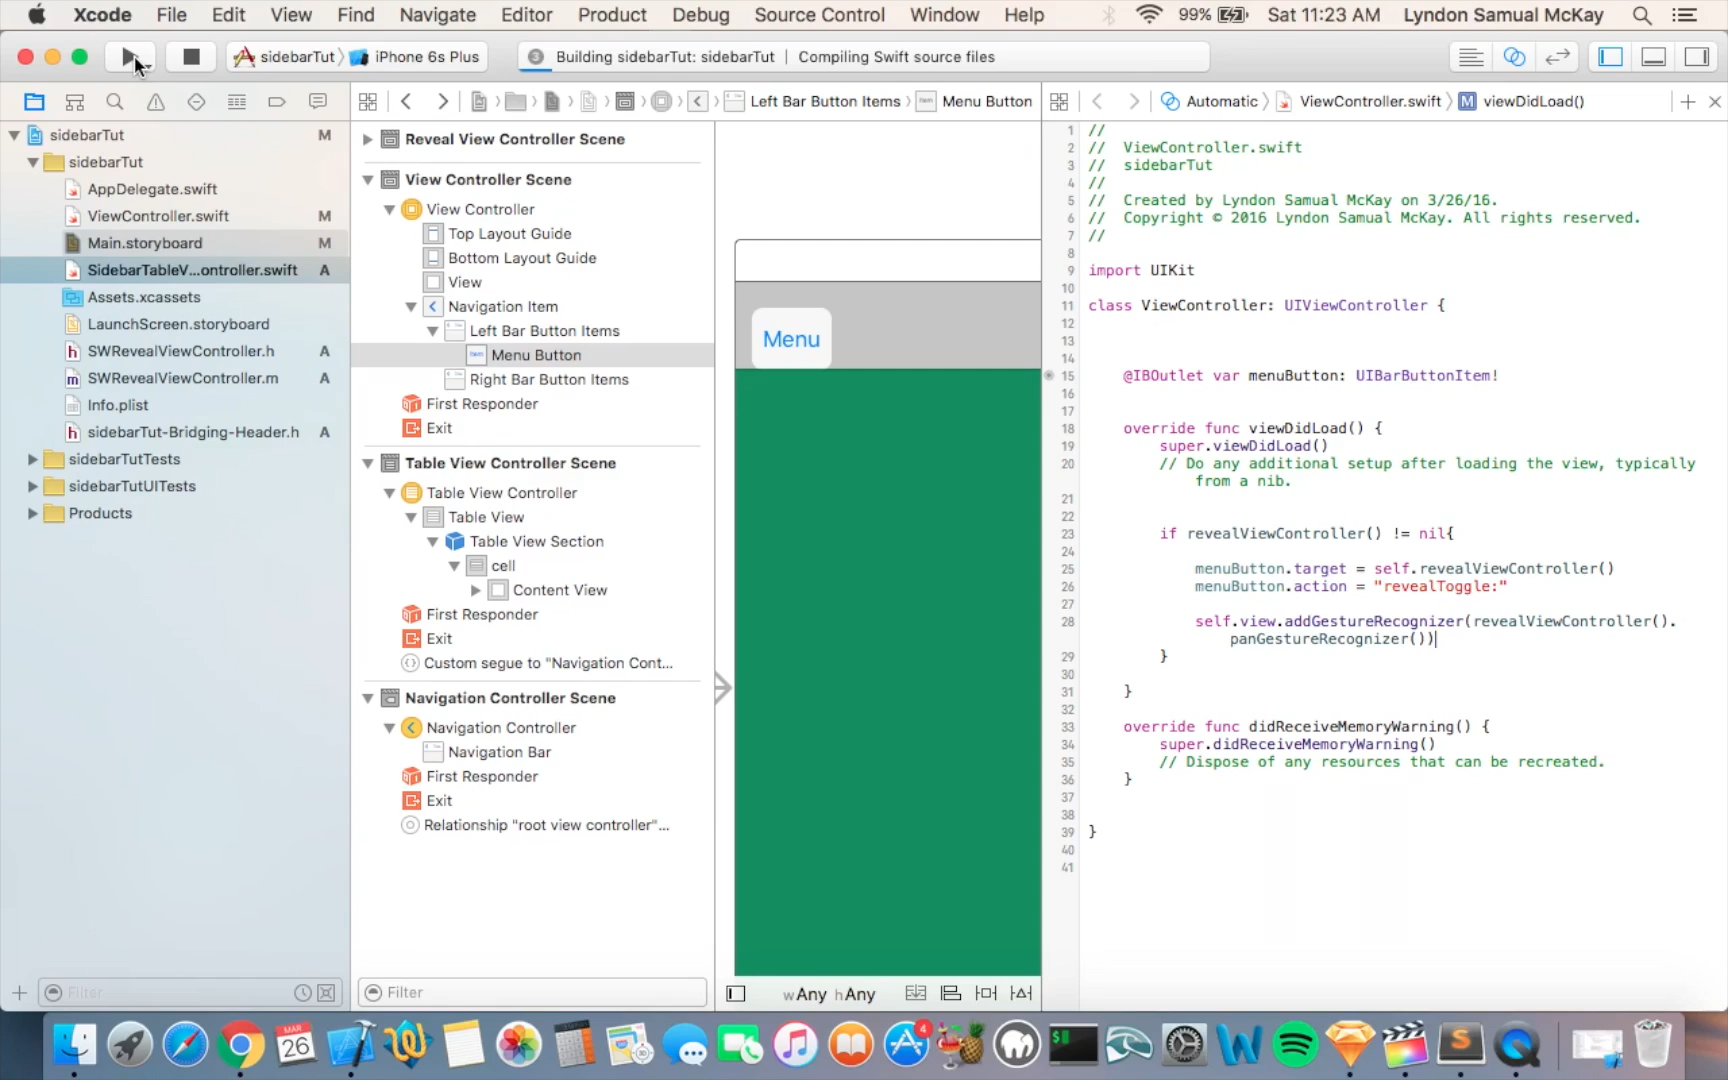 Xcode File Edit View Find Navigate Editor Product Debug Source Control Window Help 99% Sat 11:23 AM Lyndon Samual McKay
sidebarTut iPhone 6s Plus 3 Building sidebarTut: sidebarTut | Compiling Swift source files
Left Bar Button Items Menu Button Automatic ViewController.swift M viewDidLoad()
sidebarTut M
sidebarTut
AppDelegate.swift
ViewController.swift M
Main.storyboard M
SidebarTableV...ontroller.swift A
Assets.xcassets
LaunchScreen.storyboard
SWRevealViewController.h A
SWRevealViewController.m A
Info.plist
sidebarTut-Bridging-Header.h A
sidebarTutTests
sidebarTutUITests
Products
Filter
Reveal View Controller Scene
View Controller Scene
View Controller
Top Layout Guide
Bottom Layout Guide
View
Navigation Item
Left Bar Button Items
Menu Button
Right Bar Button Items
First Responder
Exit
Table View Controller Scene
Table View Controller
Table View
Table View Section
cell
Content View
First Responder
Exit
Custom segue to "Navigation Cont...
Navigation Controller Scene
Navigation Controller
Navigation Bar
First Responder
Exit
Relationship "root view controller"...
Filter
Menu
wAny hAny
1 //
2 // ViewController.swift
3 // sidebarTut
4 //
5 // Created by Lyndon Samual McKay on 3/26/16.
6 // Copyright © 2016 Lyndon Samual McKay. All rights reserved.
7 //
8
9 import UIKit
10
11 class ViewController: UIViewController {
12
13
14
15 @IBOutlet var menuButton: UIBarButtonItem!
16
17
18 override func viewDidLoad() {
19 super.viewDidLoad()
20 // Do any additional setup after loading the view, typically
from a nib.
21
22
23 if revealViewController() != nil{
24
25 menuButton.target = self.revealViewController()
26 menuButton.action = "revealToggle:"
27
28 self.view.addGestureRecognizer(revealViewController().
panGestureRecognizer())
29 }
30
31 }
32
33 override func didReceiveMemoryWarning() {
34 super.didReceiveMemoryWarning()
35 // Dispose of any resources that can be recreated.
36 }
37
38
39 }
40
41
MAR
26
4